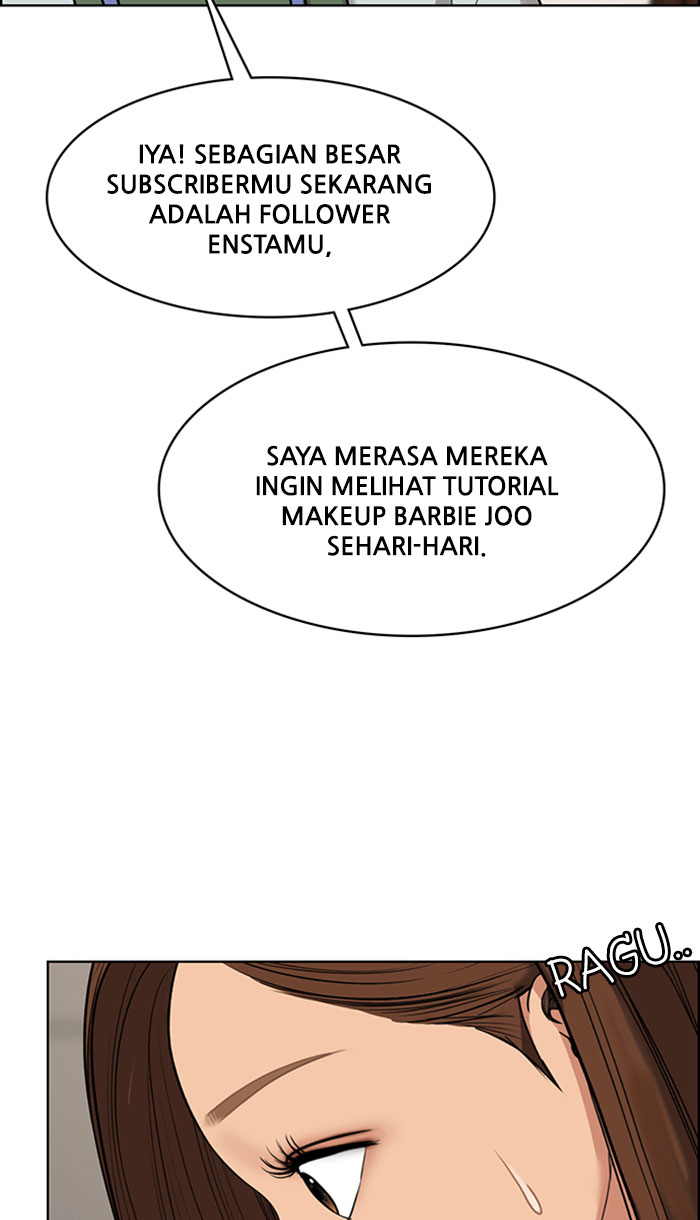 IYA! SEBAGIAN BESAR
SUBSCRIBERMU SEKARANG
ADALAH FOLLOWER
ENSTAMU,
SAYA MERASA MEREKA
INGIN MELIHAT TUTORIAL
MAKEUP BARBIE JOO
SEHARI-HARI.
RAGU..